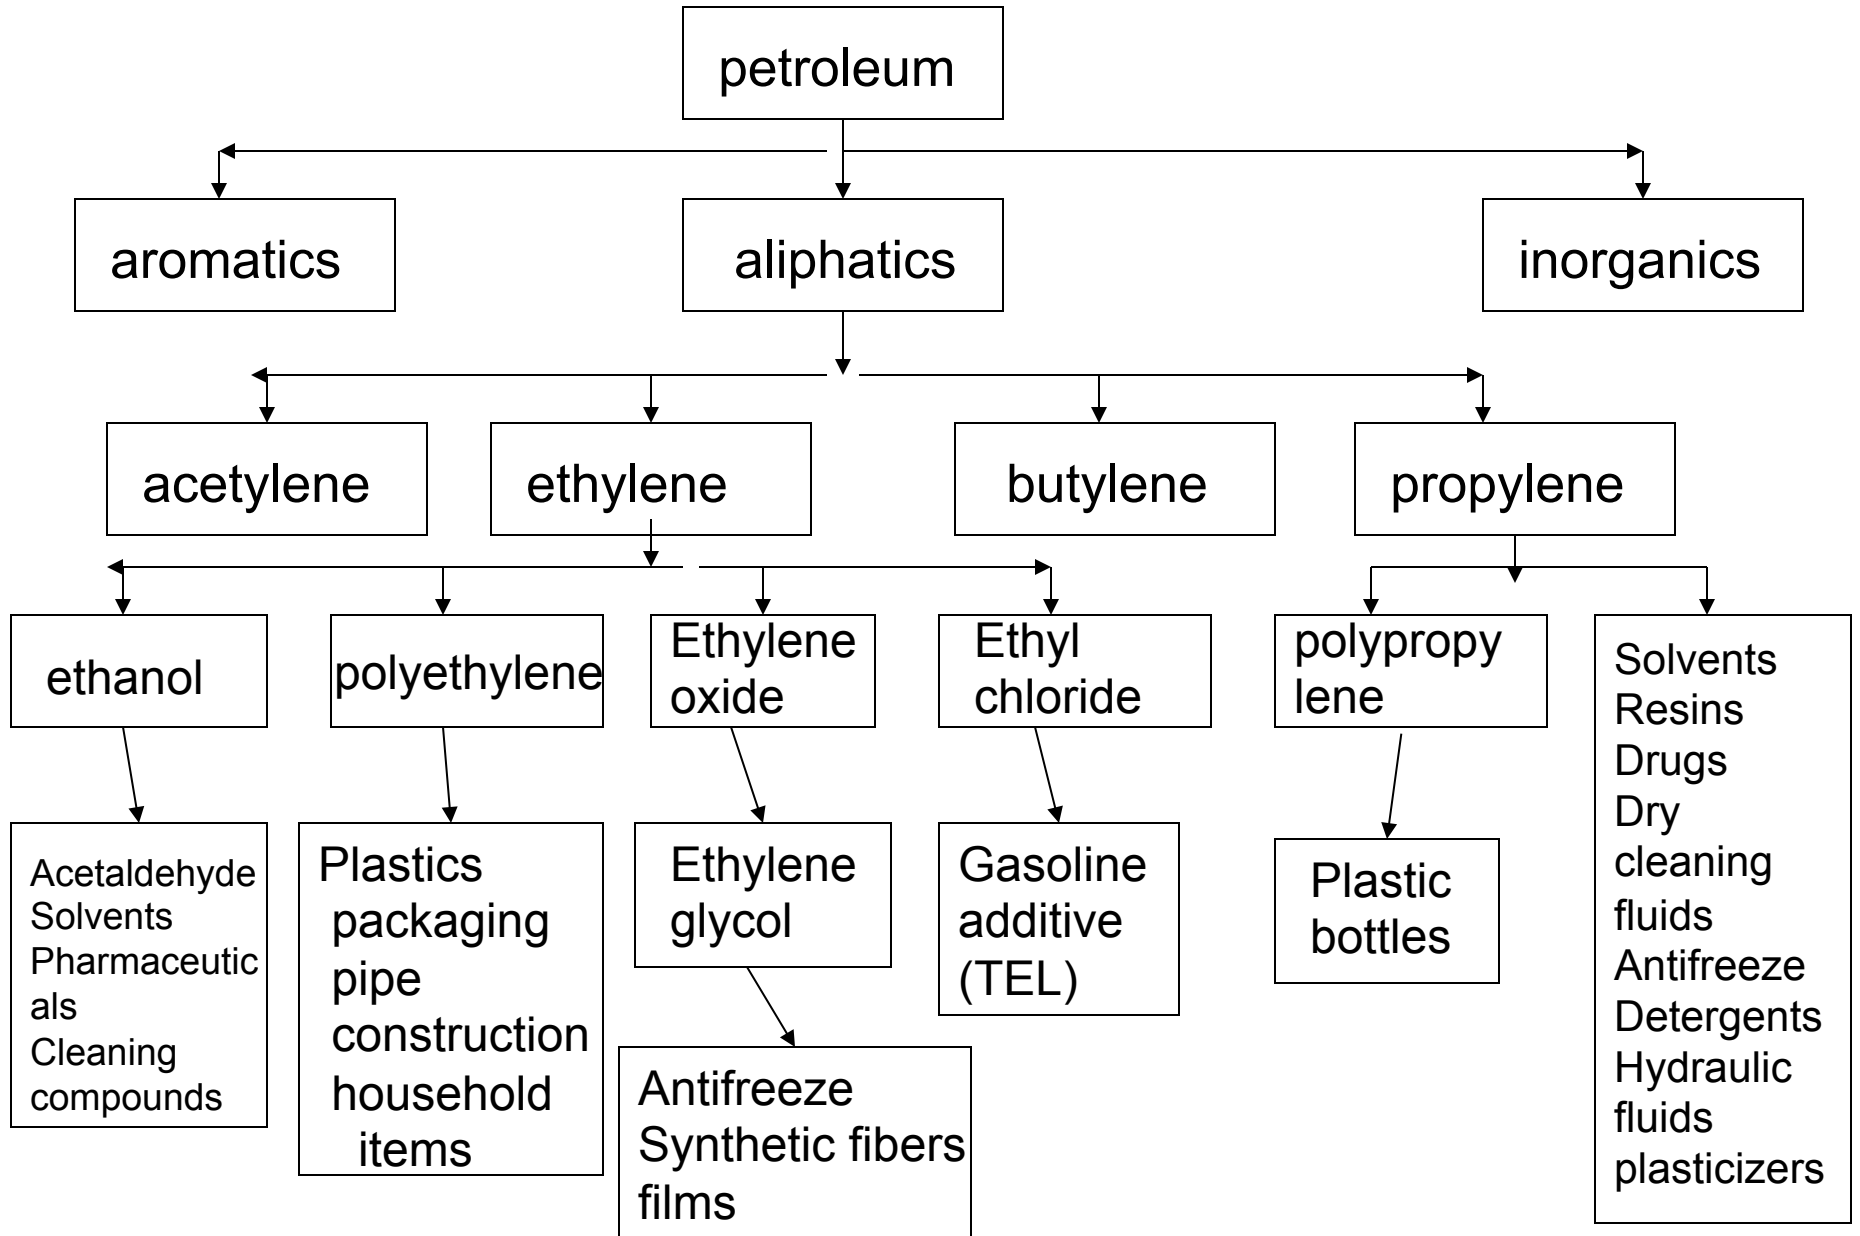 petroleum
aromatics
aliphatics
inorganics
acetylene
ethylene
butylene
propylene
ethanol
polyethylene
Ethylene
oxide
Ethyl
chloride
polypropy
lene
Solvents
Resins
Drugs
Dry
cleaning
fluids
Antifreeze
Detergents
Hydraulic
fluids
plasticizers
Acetaldehyde
Solvents
Pharmaceutic
als
Cleaning
compounds
Plastics
packaging
pipe
construction
household
items
Ethylene
glycol
Gasoline
additive
(TEL)
Plastic
bottles
Antifreeze
Synthetic fibers
films